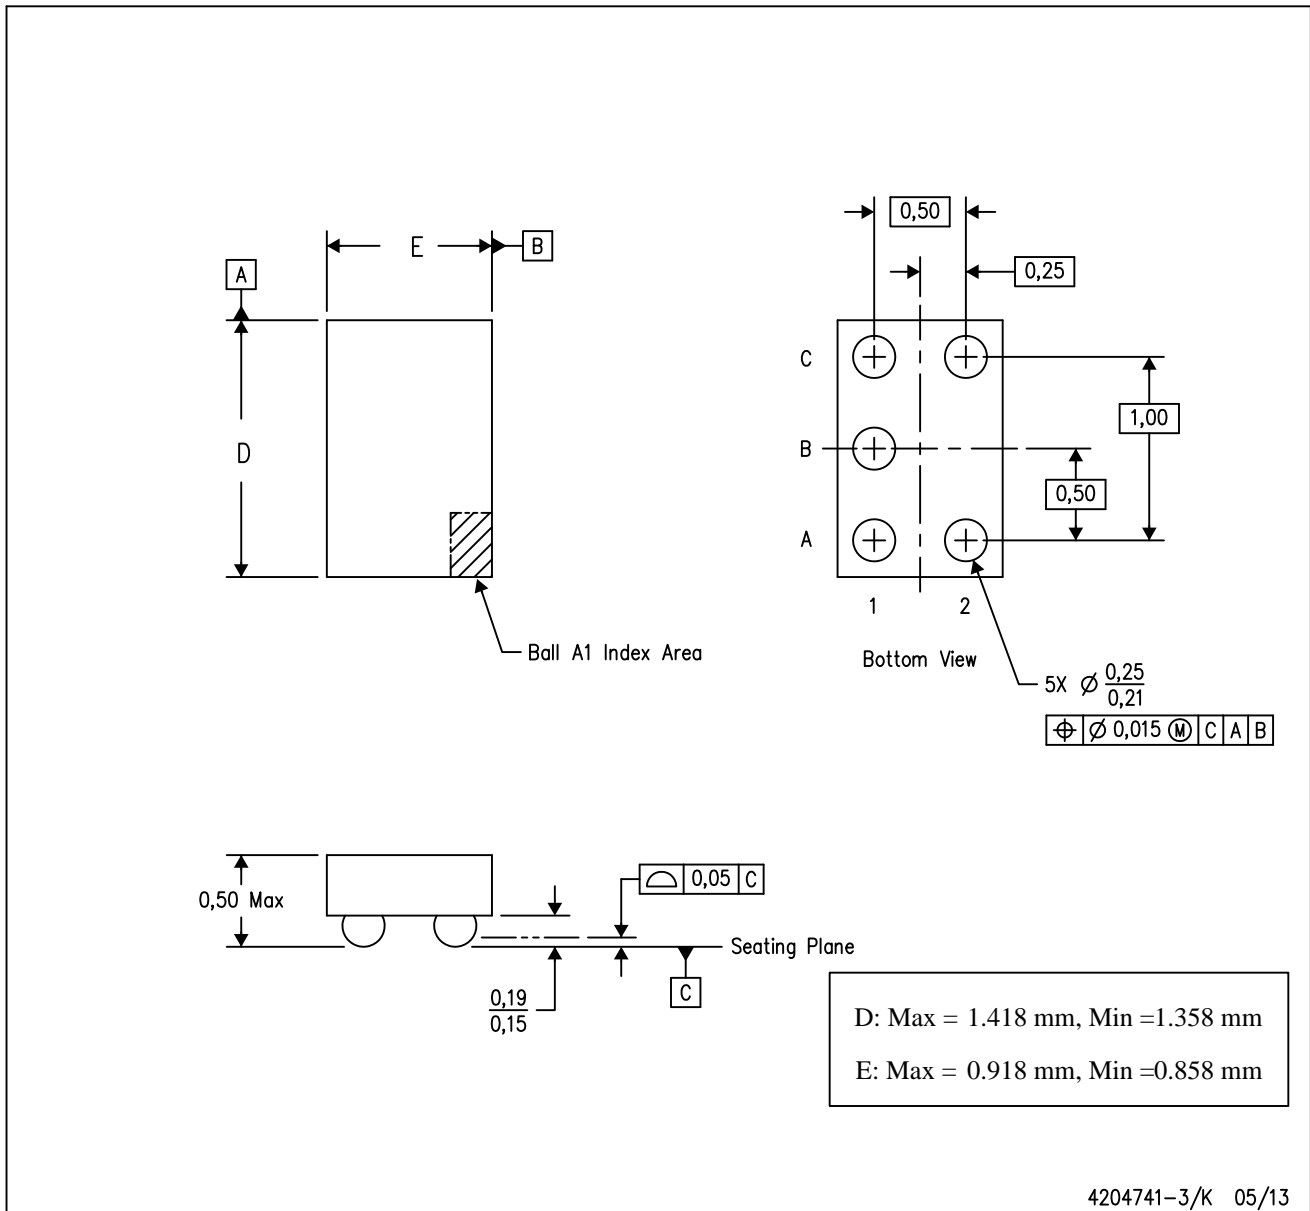 0,50
E
B
0,25
A
C
1,00
D
B
0,50
A
1 2
Ball A1 Index Area
Bottom View
5X Ø 0,25
0,21
⌖ Ø 0,015 Ⓜ C A B
0,05 C
0,50 Max
Seating Plane
C
0,19
0,15
D: Max = 1.418 mm, Min =1.358 mm
E: Max = 0.918 mm, Min =0.858 mm
4204741-3/K 05/13